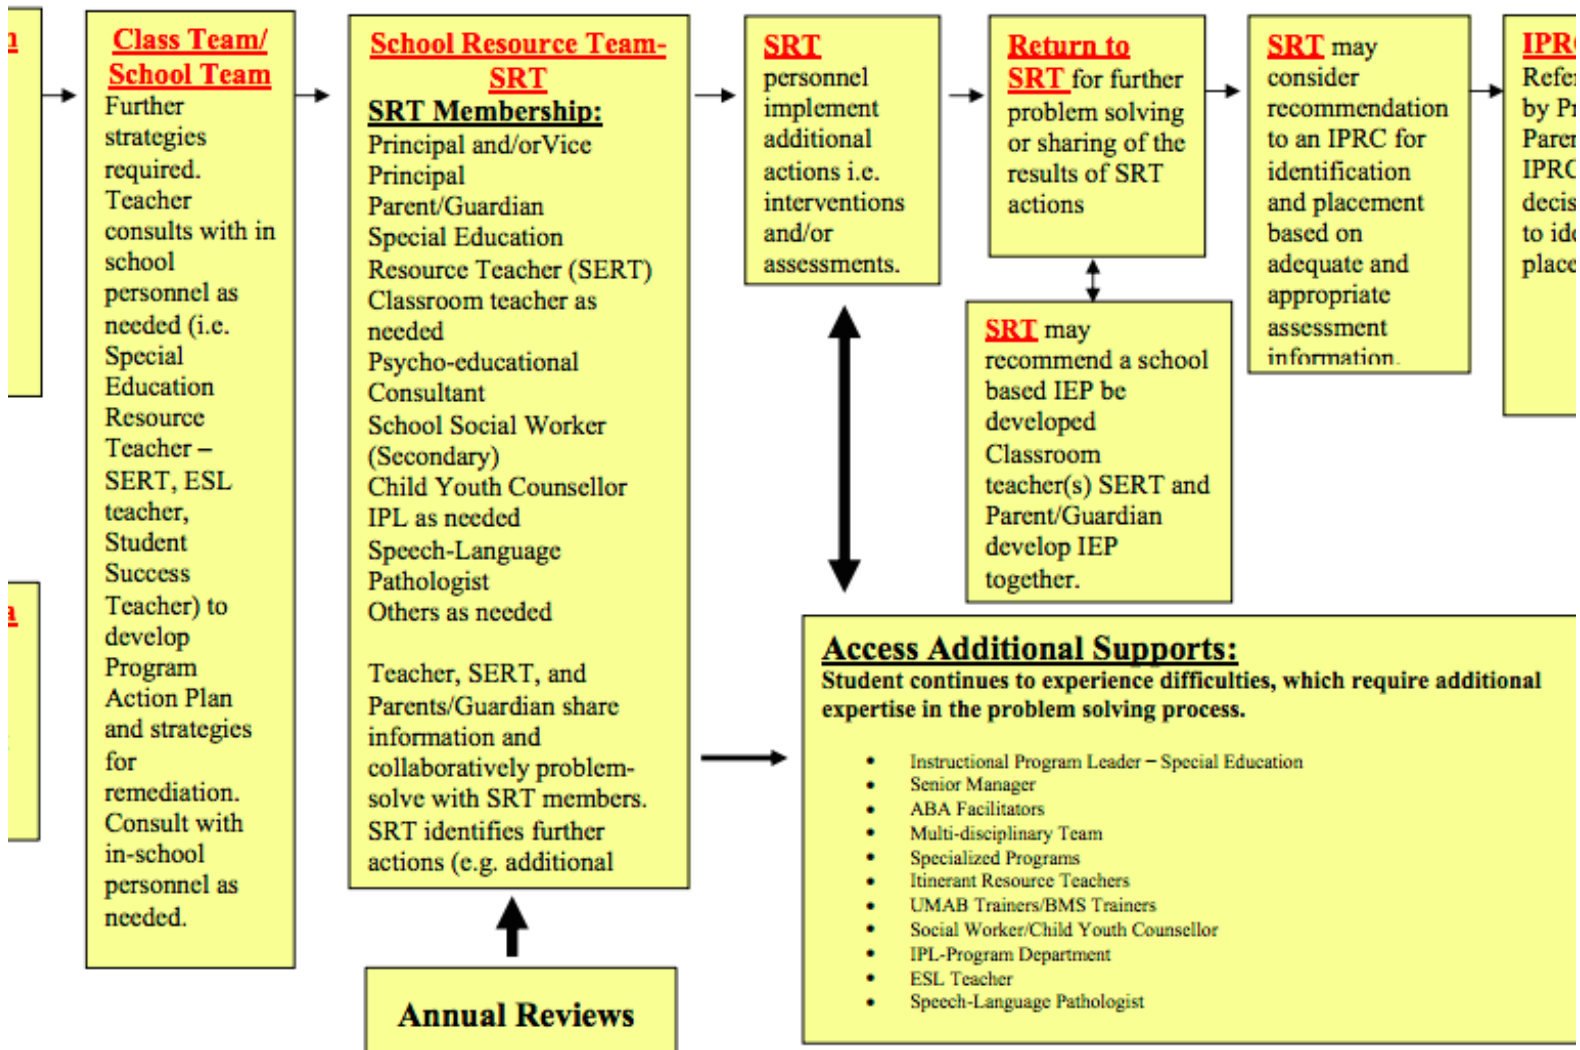 Class Team/
School Team
Further
strategies
required.
Teacher
consults with in
school
personnel as
needed (i.e.
Special
Education
Resource
Teacher –
SERT, ESL
teacher,
Student
Success
Teacher) to
develop
Program
Action Plan
and strategies
for
remediation.
Consult with
in-school
personnel as
needed.
School Resource Team-
SRT
SRT Membership:
Principal and/orVice
Principal
Parent/Guardian
Special Education
Resource Teacher (SERT)
Classroom teacher as
needed
Psycho-educational
Consultant
School Social Worker
(Secondary)
Child Youth Counsellor
IPL as needed
Speech-Language
Pathologist
Others as needed
Teacher, SERT, and
Parents/Guardian share
information and
collaboratively problem-
solve with SRT members.
SRT identifies further
actions (e.g. additional
Annual Reviews
SRT
personnel
implement
additional
actions i.e.
interventions
and/or
assessments.
Return to
SRT for further
problem solving
or sharing of the
results of SRT
actions
SRT may
recommend a school
based IEP be
developed
Classroom
teacher(s) SERT and
Parent/Guardian
develop IEP
together.
SRT may
consider
recommendation
to an IPRC for
identification
and placement
based on
adequate and
appropriate
assessment
information.
by
to
Access Additional Supports:
Student continues to experience difficulties, which require additional
expertise in the problem solving process.
• Instructional Program Leader – Special Education
• Senior Manager
• ABA Facilitators
• Multi-disciplinary Team
• Specialized Programs
• Itinerant Resource Teachers
• UMAB Trainers/BMS Trainers
• Social Worker/Child Youth Counsellor
• IPL-Program Department
• ESL Teacher
• Speech-Language Pathologist